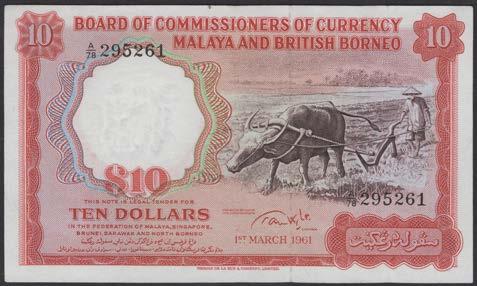 10 BOARD OF COMMISSIONERS OF CURRENCY 10
MALAYA AND BRITISH BORNEO
A/78 295261
$10
THIS NOTE IS LEGAL TENDER FOR
TEN DOLLARS
IN THE FEDERATION OF MALAYA, SINGAPORE,
BRUNEI, SARAWAK AND NORTH BORNEO
A/78 295261
1ST MARCH 1961
THOMAS DE LA RUE & COMPANY, LIMITED.